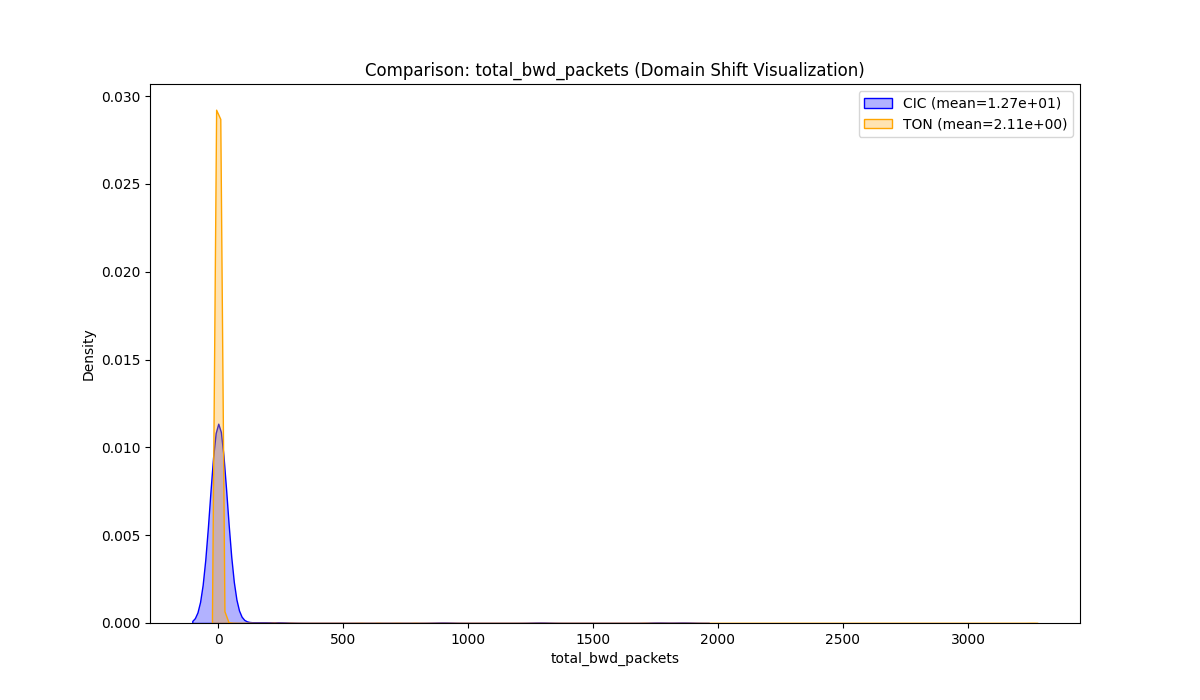 Comparison: total_bwd_packets (Domain Shift Visualization)
CIC (mean=1.27e+01)
TON (mean=2.11e+00)
Density
0.030
0.025
0.020
0.015
0.010
0.005
0.000
0 500 1000 1500 2000 2500 3000
total_bwd_packets